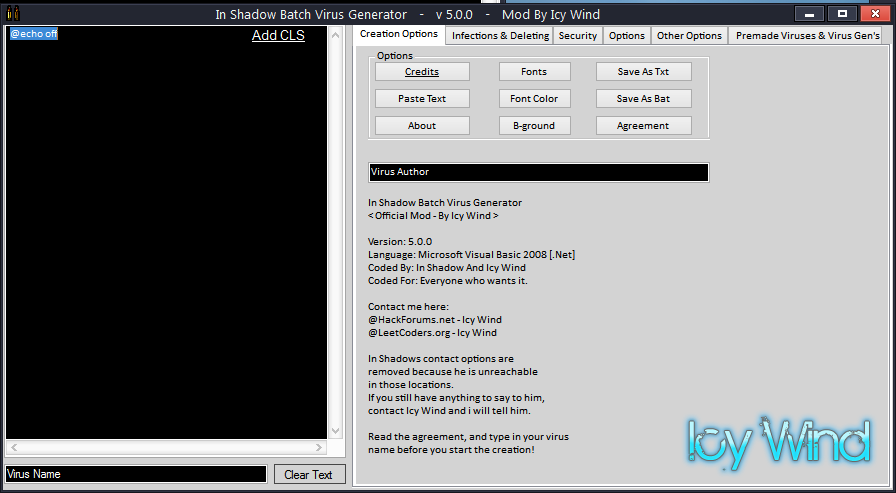 In Shadow Batch Virus Generator - v 5.0.0 - Mod By Icy Wind
@echo off
Add CLS
Virus Name
Clear Text
Creation Options
Infections & Deleting
Security
Options
Other Options
Premade Viruses & Virus Gen's
Options
Credits
Fonts
Save As Txt
Paste Text
Font Color
Save As Bat
About
B-ground
Agreement
Virus Author
In Shadow Batch Virus Generator
< Official Mod - By Icy Wind >
Version: 5.0.0
Language: Microsoft Visual Basic 2008 [.Net]
Coded By: In Shadow And Icy Wind
Coded For: Everyone who wants it.
Contact me here:
@HackForums.net - Icy Wind
@LeetCoders.org - Icy Wind
In Shadows contact options are
removed because he is unreachable
in those locations.
If you still have anything to say to him,
contact Icy Wind and i will tell him.
Read the agreement, and type in your virus
name before you start the creation!
Icy Wind